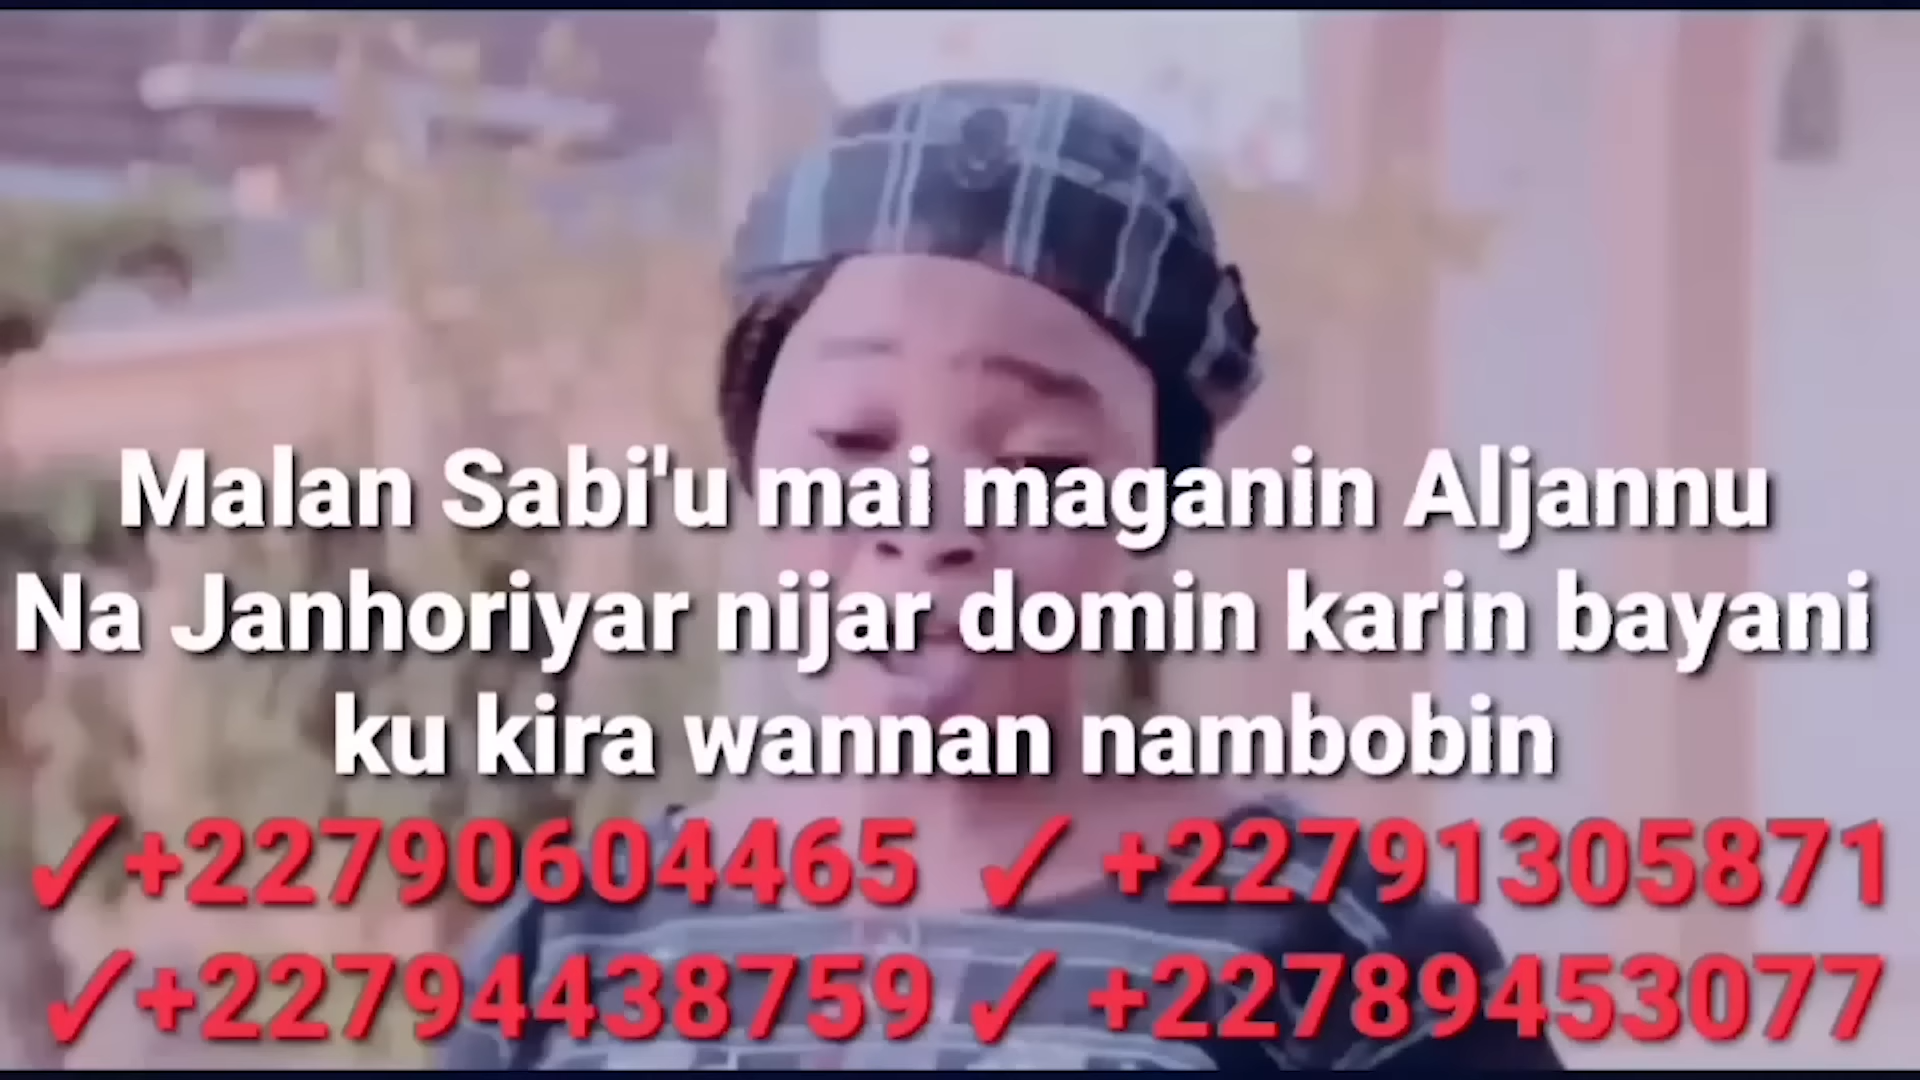 Malan Sabi'u mai maganin Aljannu
Na Janhoriyar nijar domin karin bayani
ku kira wannan nambobin
✓+22790604465 ✓ +22791305871
✓+22794438759 ✓ +22789453077